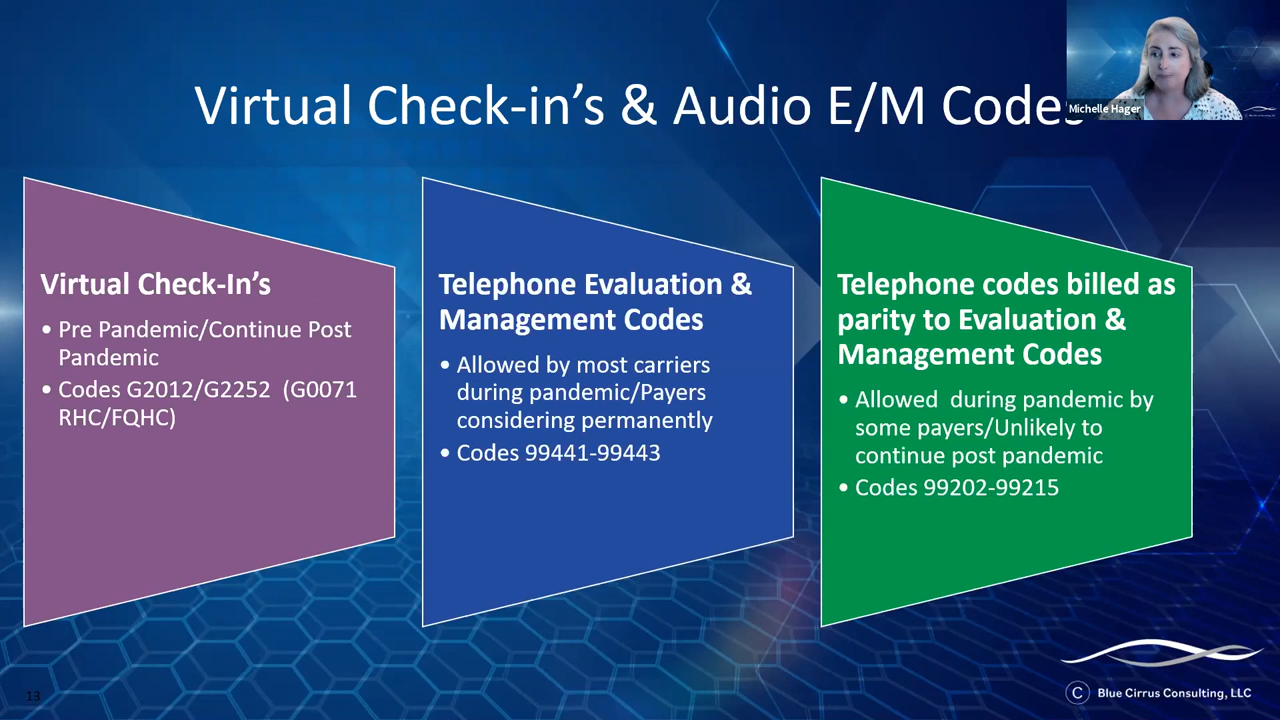 Virtual Check-in’s & Audio E/M Codes
Michelle Hager
Virtual Check-In’s
• Pre Pandemic/Continue Post
Pandemic
• Codes G2012/G2252  (G0071
RHC/FQHC)
Telephone Evaluation &
Management Codes
• Allowed by most carriers
during pandemic/Payers
considering permanently
• Codes 99441-99443
Telephone codes billed as
parity to Evaluation &
Management Codes
• Allowed  during pandemic by
some payers/Unlikely to
continue post pandemic
• Codes 99202-99215
13
C Blue Cirrus Consulting, LLC